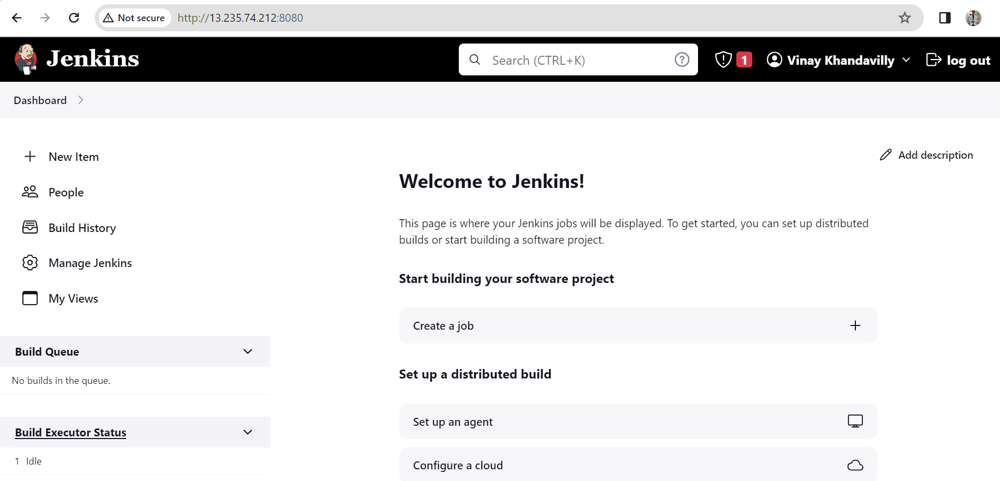 Not secure http://13.235.74.212:8080
Jenkins
Search (CTRL+K)
1
Vinay Khandavilly
log out
Dashboard
New Item
People
Build History
Manage Jenkins
My Views
Build Queue
No builds in the queue.
Build Executor Status
1 Idle
Add description
Welcome to Jenkins!
This page is where your Jenkins jobs will be displayed. To get started, you can set up distributed
builds or start building a software project.
Start building your software project
Create a job
Set up a distributed build
Set up an agent
Configure a cloud